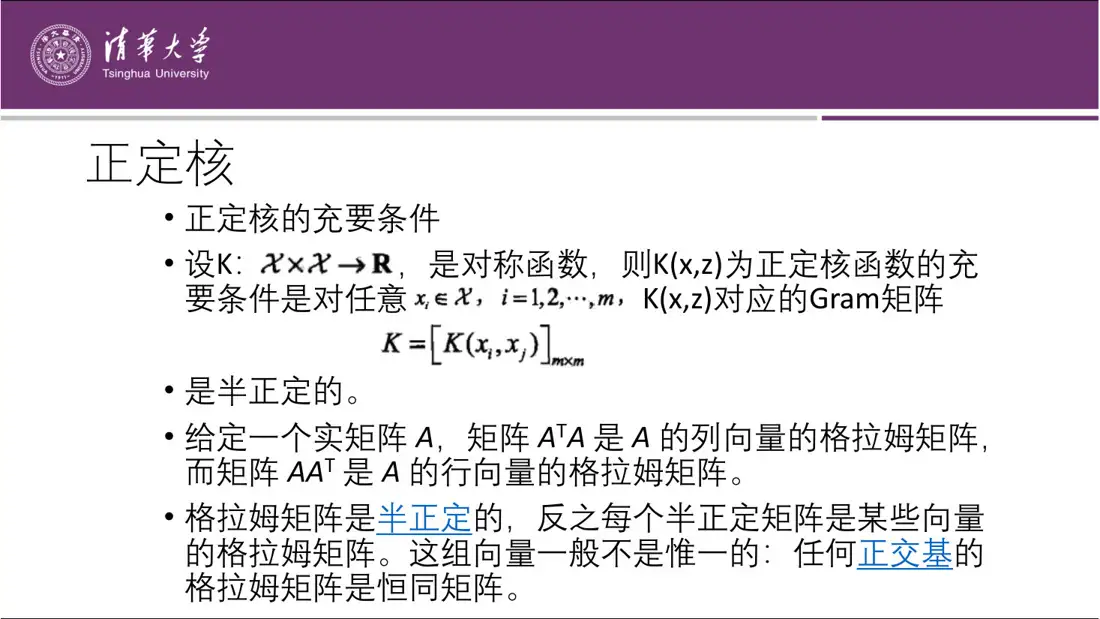 清华大学
Tsinghua University
正定核
• 正定核的充要条件
• 设K：𝒳×𝒳→R，是对称函数，则K(x,z)为正定核函数的充
要条件是对任意 xᵢ∈𝒳，i=1,2,⋯,m，K(x,z)对应的Gram矩阵
K=[K(xᵢ,xⱼ)]ₘ×ₘ
• 是半正定的。
• 给定一个实矩阵 A，矩阵 AᵀA 是 A 的列向量的格拉姆矩阵，
而矩阵 AAᵀ 是 A 的行向量的格拉姆矩阵。
• 格拉姆矩阵是半正定的，反之每个半正定矩阵是某些向量
的格拉姆矩阵。这组向量一般不是惟一的：任何正交基的
格拉姆矩阵是恒同矩阵。